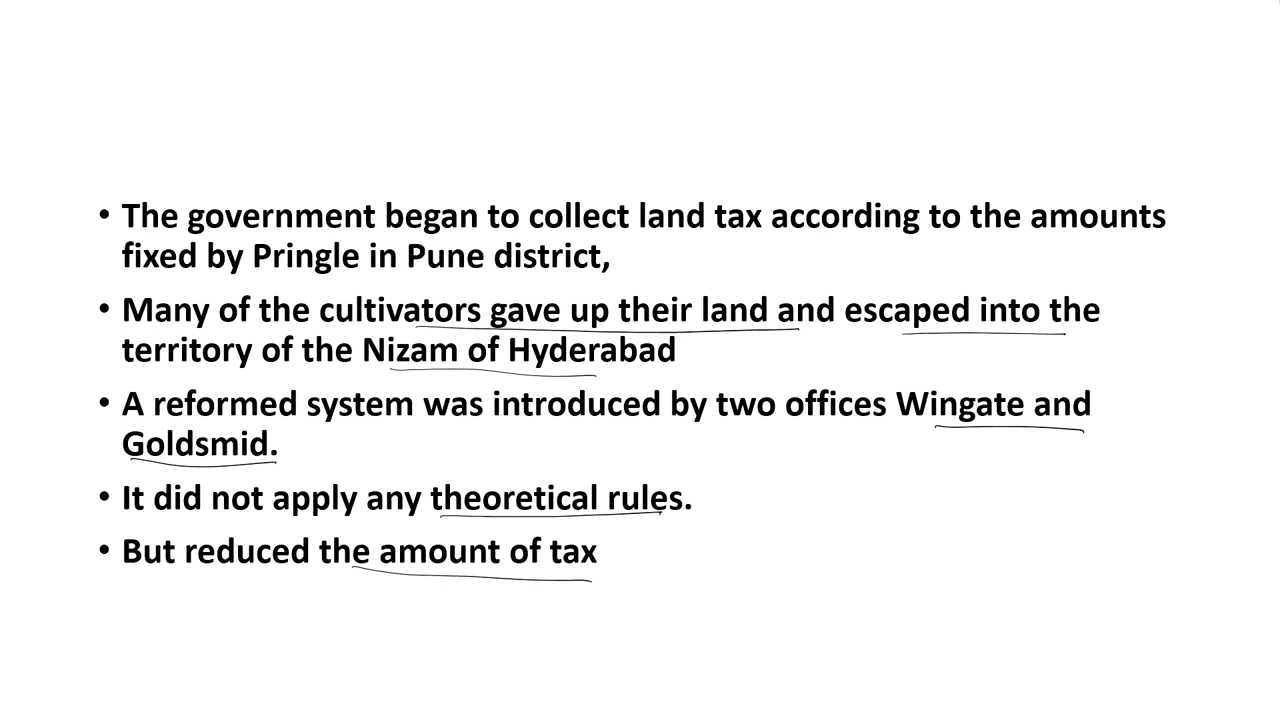 • The government began to collect land tax according to the amounts
fixed by Pringle in Pune district,
• Many of the cultivators gave up their land and escaped into the
territory of the Nizam of Hyderabad
• A reformed system was introduced by two offices Wingate and
Goldsmid.
• It did not apply any theoretical rules.
• But reduced the amount of tax